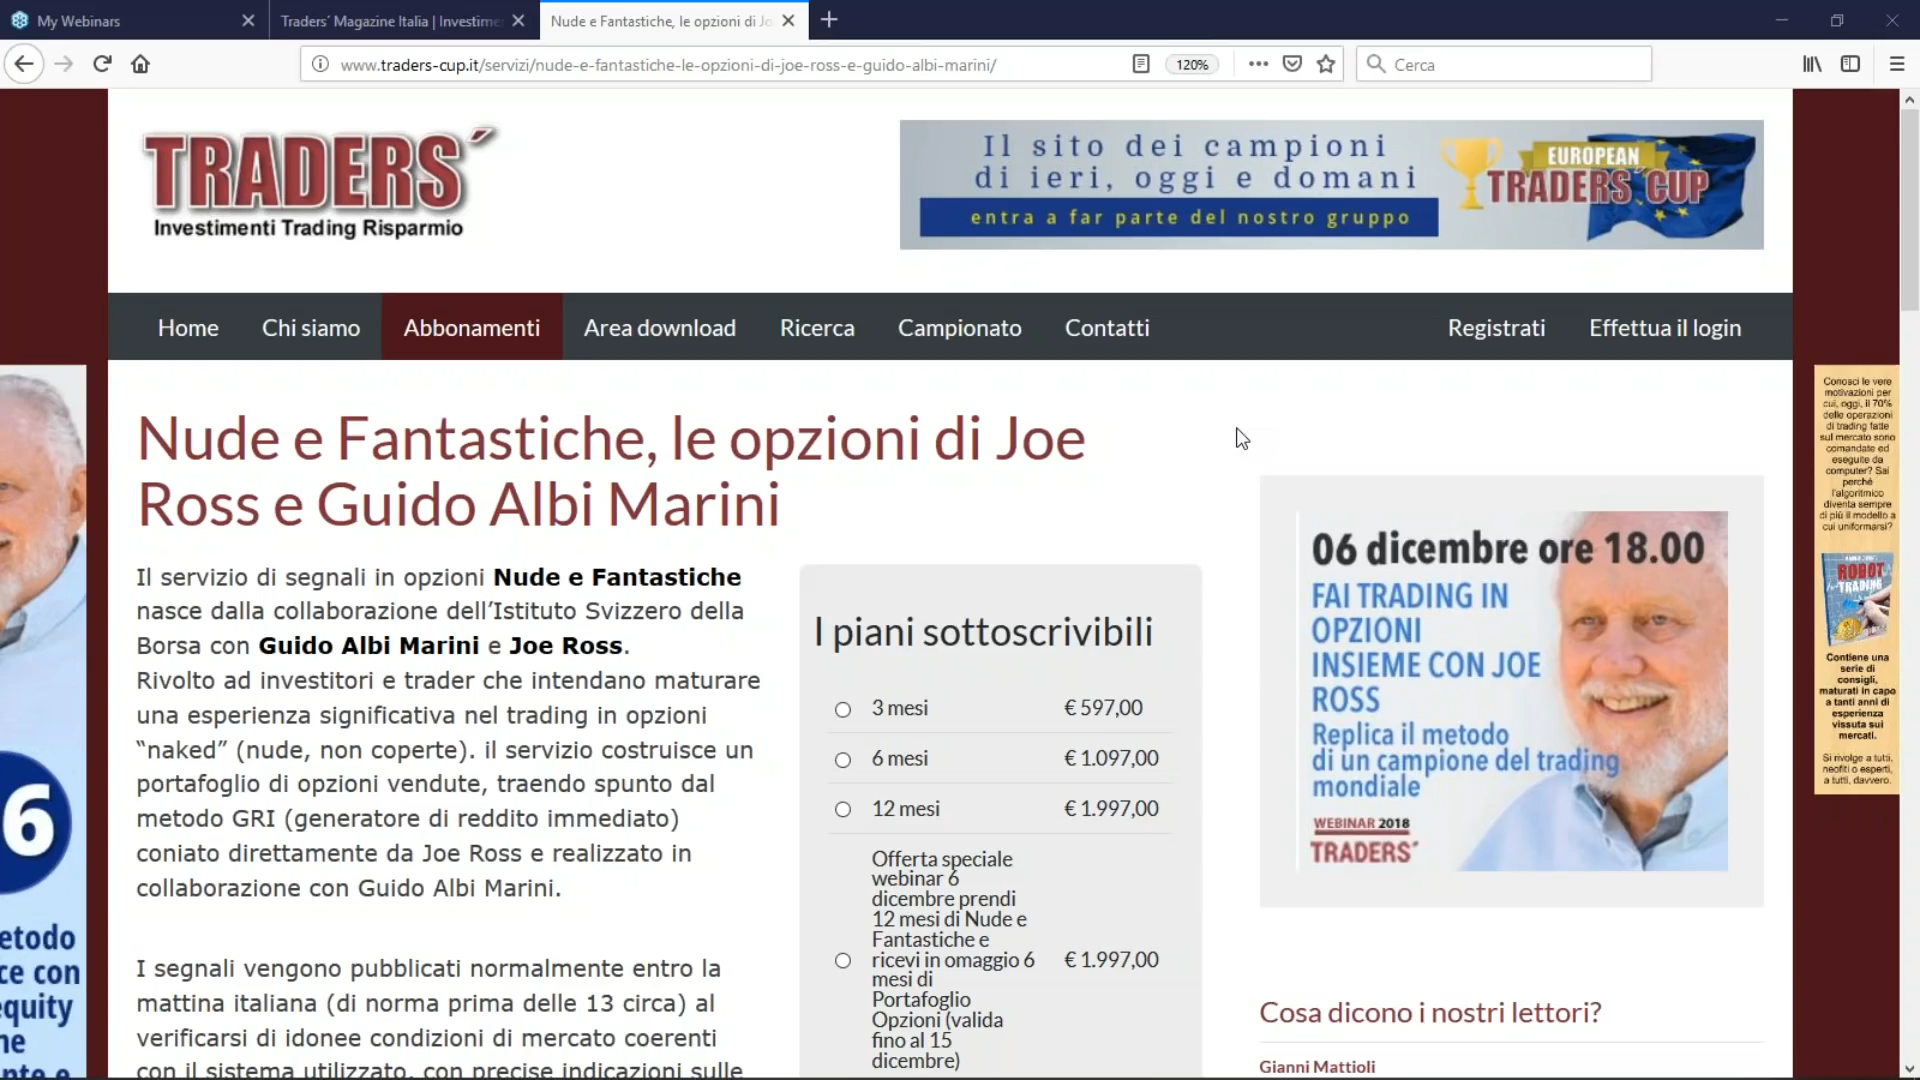 My Webinars
Traders´ Magazine Italia | Investime
Nude e Fantastiche, le opzioni di Jo
www.traders-cup.it/servizi/nude-e-fantastiche-le-opzioni-di-joe-ross-e-guido-albi-marini/
120%
Cerca
TRADERS´
Investimenti Trading Risparmio
Il sito dei campioni
di ieri, oggi e domani
entra a far parte del nostro gruppo
EUROPEAN
TRADERS´ CUP
Home
Chi siamo
Abbonamenti
Area download
Ricerca
Campionato
Contatti
Registrati
Effettua il login
Nude e Fantastiche, le opzioni di Joe
Ross e Guido Albi Marini
Il servizio di segnali in opzioni Nude e Fantastiche
nasce dalla collaborazione dell’Istituto Svizzero della
Borsa con Guido Albi Marini e Joe Ross.
Rivolto ad investitori e trader che intendano maturare
una esperienza significativa nel trading in opzioni
“naked” (nude, non coperte). il servizio costruisce un
portafoglio di opzioni vendute, traendo spunto dal
metodo GRI (generatore di reddito immediato)
coniato direttamente da Joe Ross e realizzato in
collaborazione con Guido Albi Marini.
I segnali vengono pubblicati normalmente entro la
mattina italiana (di norma prima delle 13 circa) al
verificarsi di idonee condizioni di mercato coerenti
con il sistema utilizzato, con precise indicazioni sulle
I piani sottoscrivibili
3 mesi € 597,00
6 mesi € 1.097,00
12 mesi € 1.997,00
Offerta speciale
webinar 6
dicembre prendi
12 mesi di Nude e
Fantastiche e
ricevi in omaggio 6 € 1.997,00
mesi di
Portafoglio
Opzioni (valida
fino al 15
dicembre)
06 dicembre ore 18.00
FAI TRADING IN
OPZIONI
INSIEME CON JOE
ROSS
Replica il metodo
di un campione del trading
mondiale
WEBINAR 2018
TRADERS´
Cosa dicono i nostri lettori?
Gianni Mattioli
6
etodo
ce con
equity
ne
nte e
Conosci le vere
motivazioni per
cui, oggi, il 70%
delle operazioni
di trading fatte
sul mercato sono
comandate ed
eseguite da
computer? Sai
perché
l'algoritmico
diventa sempre
di più il modello a
cui uniformarsi?
ROBOT
TRADING
Contiene una
serie di
consigli,
maturati in capo
a tanti anni di
esperienza
vissuta sui
mercati.
Si rivolge a tutti,
neofiti o esperti,
a tutti, davvero.